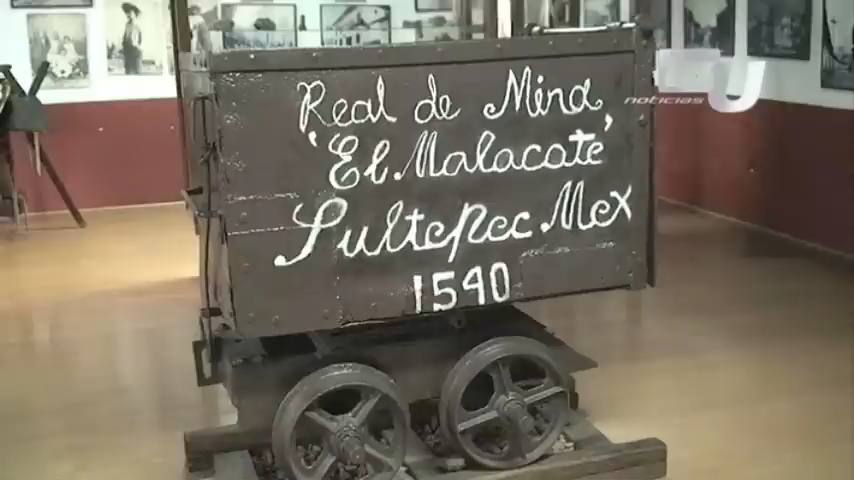 Real de Mina
"El Malacate"
Sultepec Mex
1540
noticias